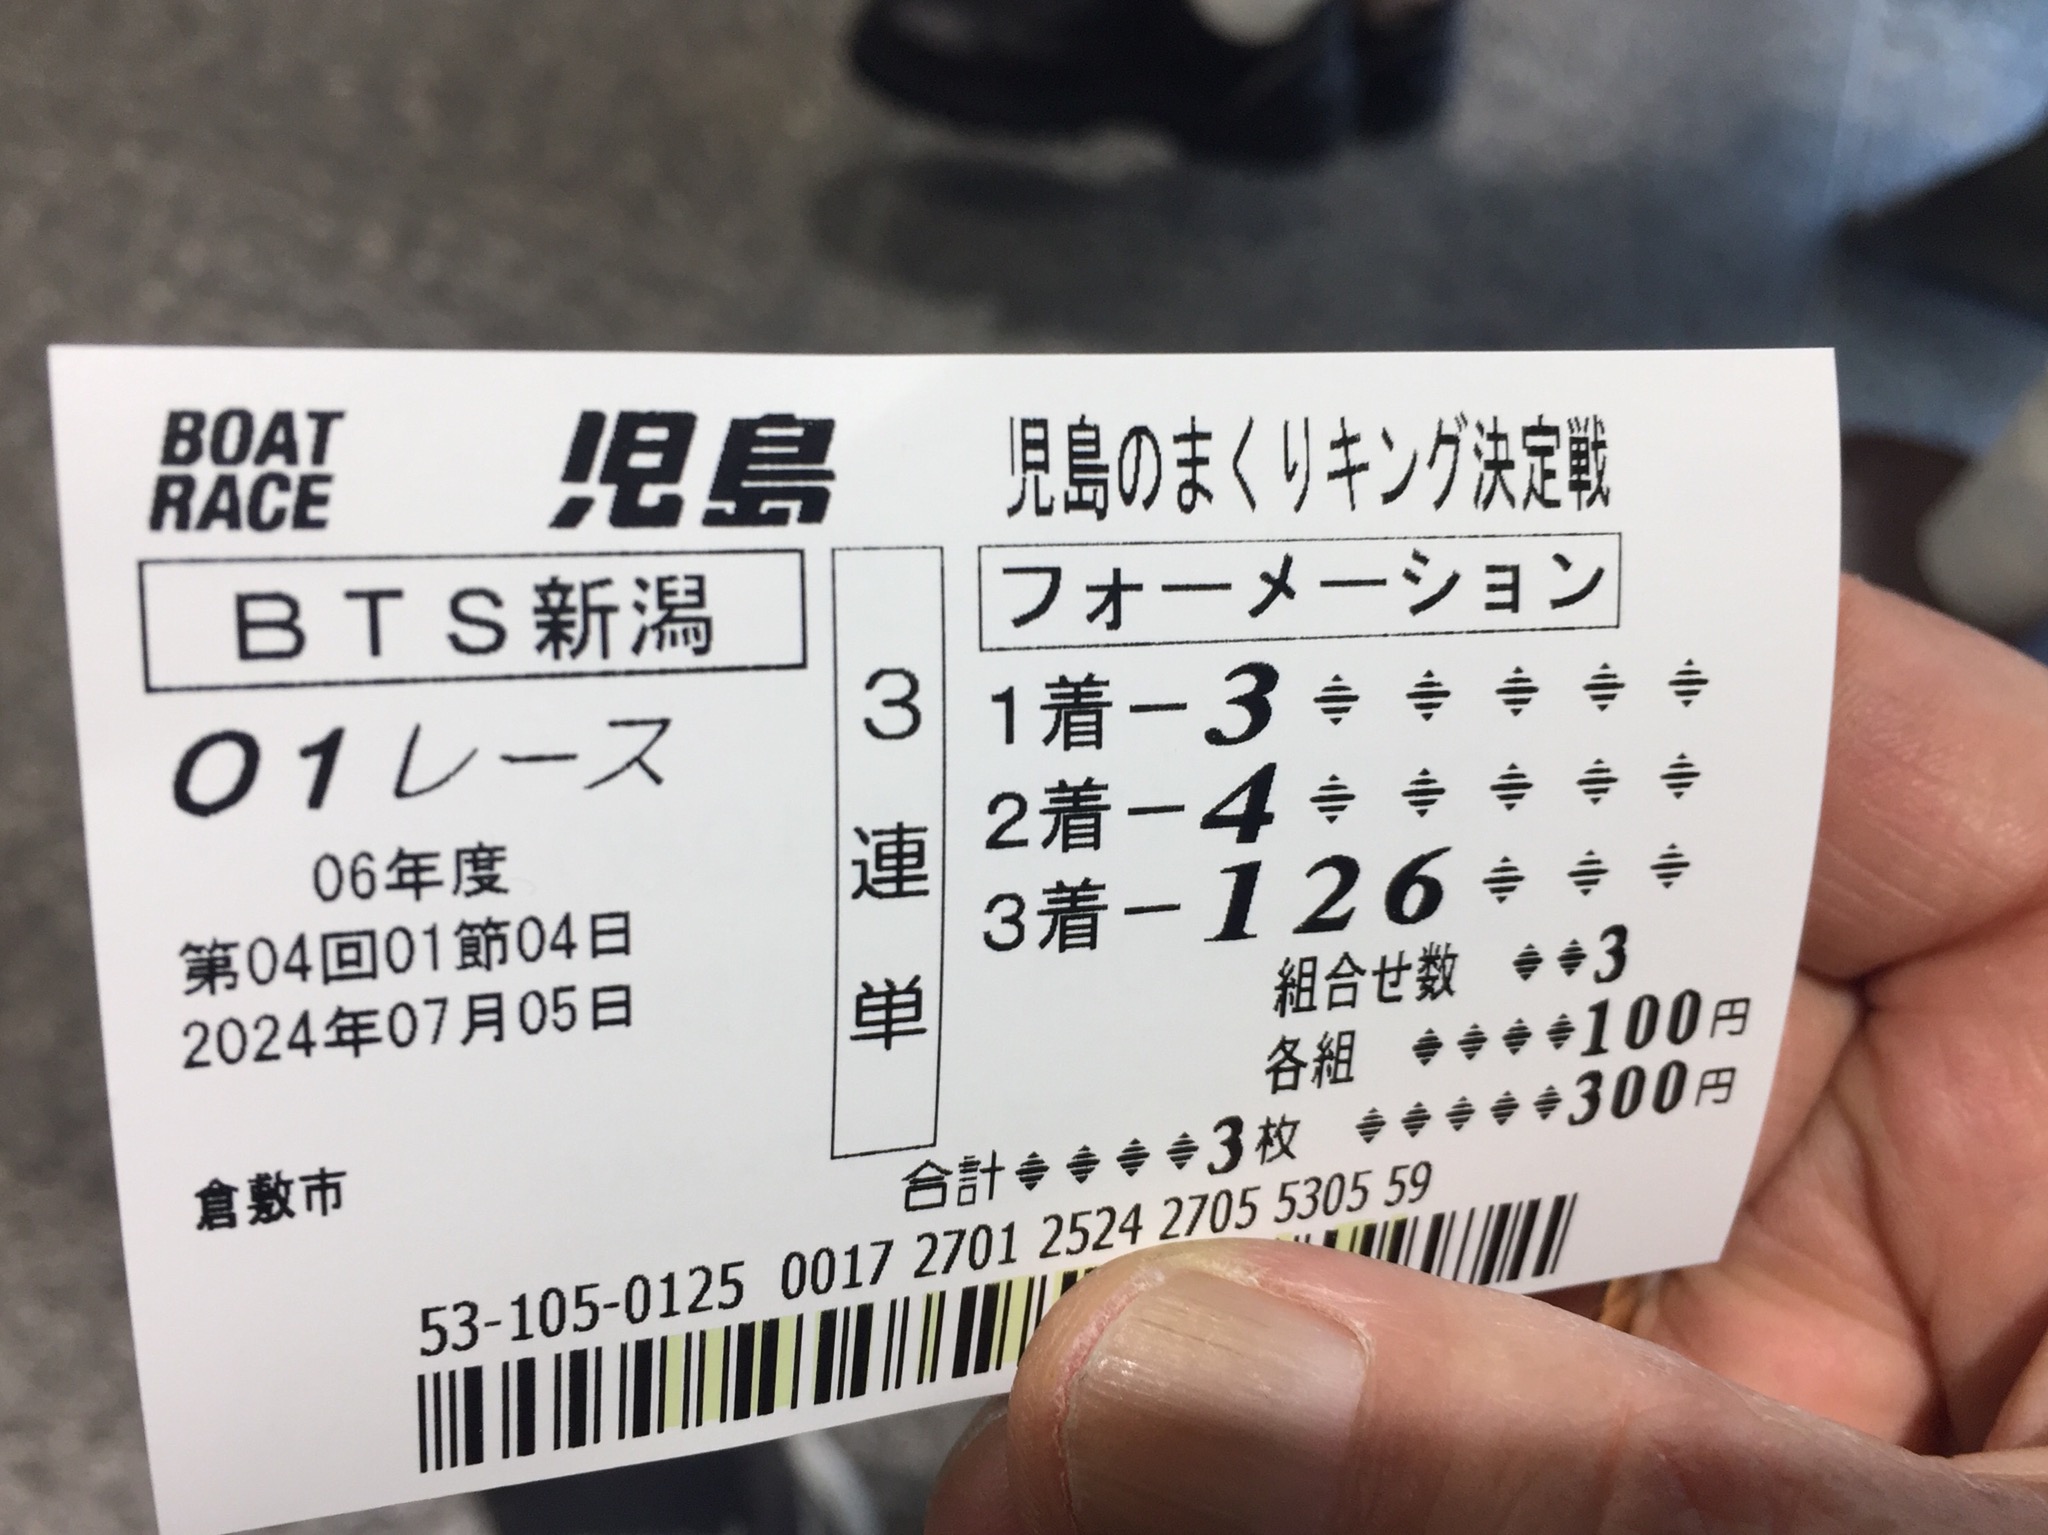 BOAT
RACE
児島
児島のまくりキング決定戦
BTS新潟
01レース
06年度
第04回01節04日
2024年07月05日
倉敷市
3連単
フォーメーション
1着ー3
2着ー4
3着ー126
組合せ数 3
各組 100円
合計 3枚 300円
53-105-0125 0017 2701 2524 2705 5305 59